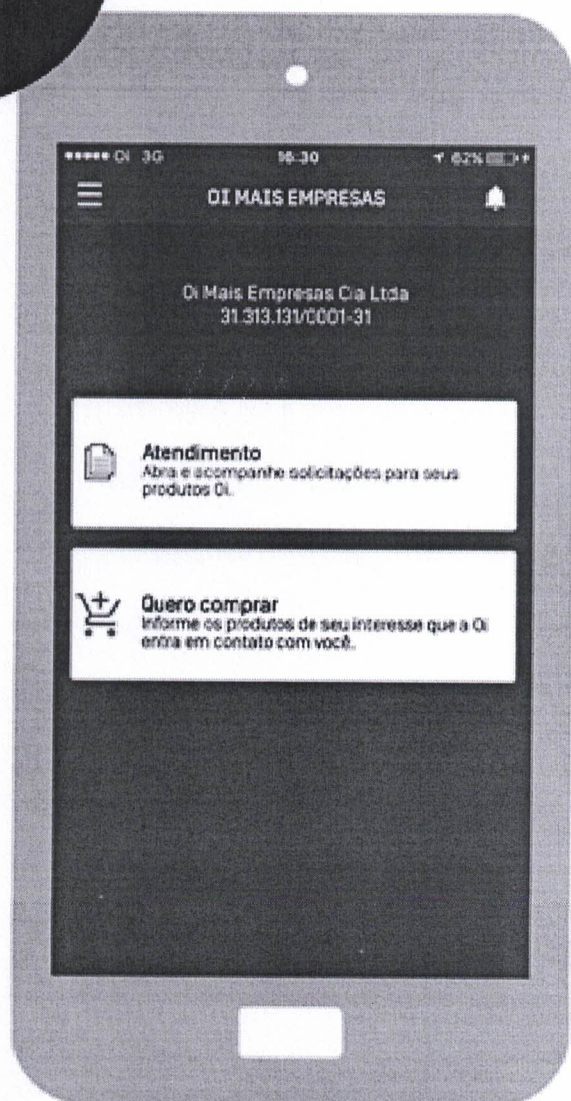 Oi 3G 16:30 62%
OI MAIS EMPRESAS
Oi Mais Empresas Cia Ltda
31.313.131/0001-31
Atendimento
Abra e acompanhe solicitações para seus
produtos Oi.
Quero comprar
Informe os produtos de seu interesse que a Oi
entra em contato com você.